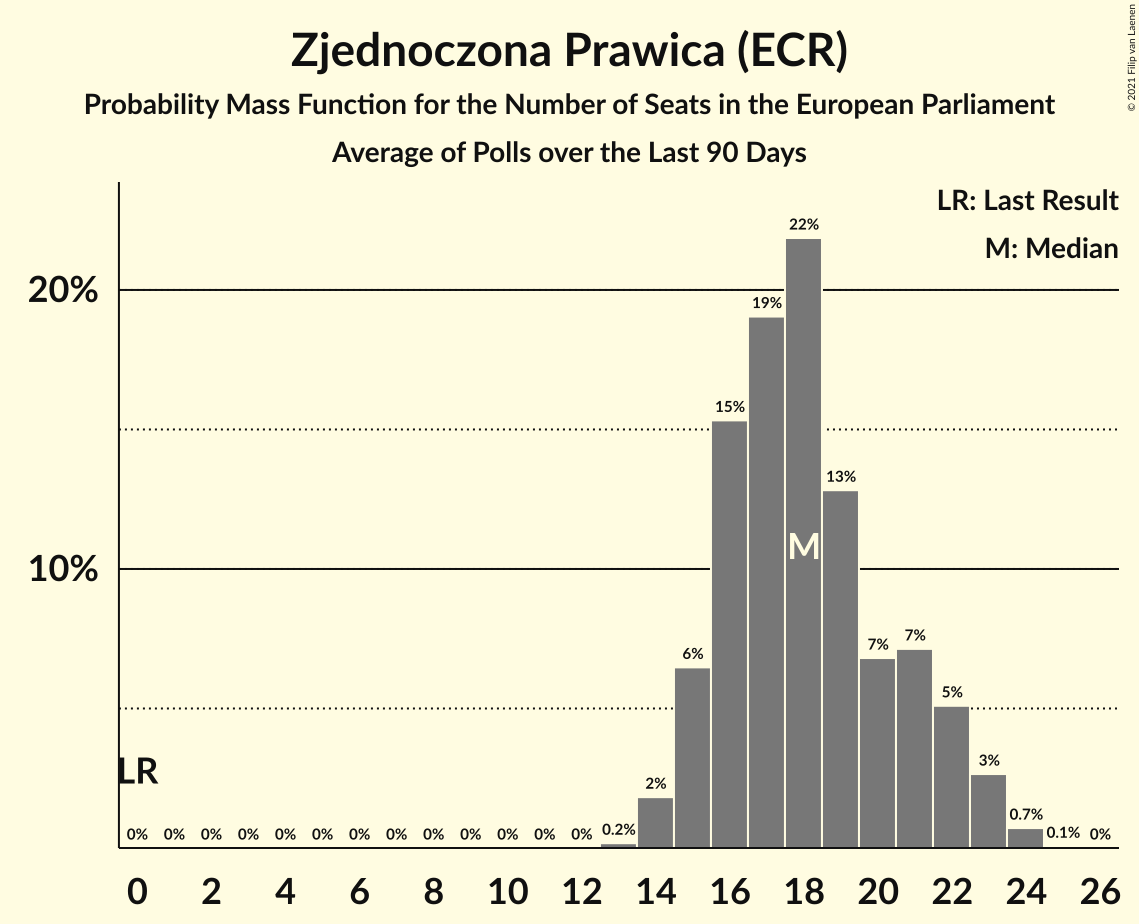 Zjednoczona Prawica (ECR)
Probability Mass Function for the Number of Seats in the European Parliament
Average of Polls over the Last 90 Days
© 2021 Filip van Laenen
LR: Last Result
M: Median
20%
10%
22%
19%
15%
13%
M
6%
7%
7%
5%
3%
LR
2%
0% 0% 0% 0% 0% 0% 0% 0% 0% 0% 0% 0% 0% 0.2% 0.7% 0.1% 0%
0 2 4 6 8 10 12 14 16 18 20 22 24 26